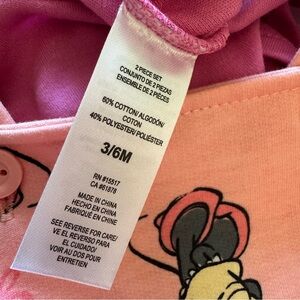 2 PIECE SET
CONJUNTO DE 2 PIEZAS
ENSEMBLE DE 2 PIÈCES
60% COTTON/ ALGODÓN/
COTON
40% POLYESTER/ POLIÉSTER
3/6M
RN #15517
CA #61878
MADE IN CHINA
HECHO EN CHINA
FABRIQUÉ EN CHINE
SEE REVERSE FOR CARE/
VE EL REVERSO PARA
EL CUIDADO/
VOIR AU DOS POUR
ENTRETIEN